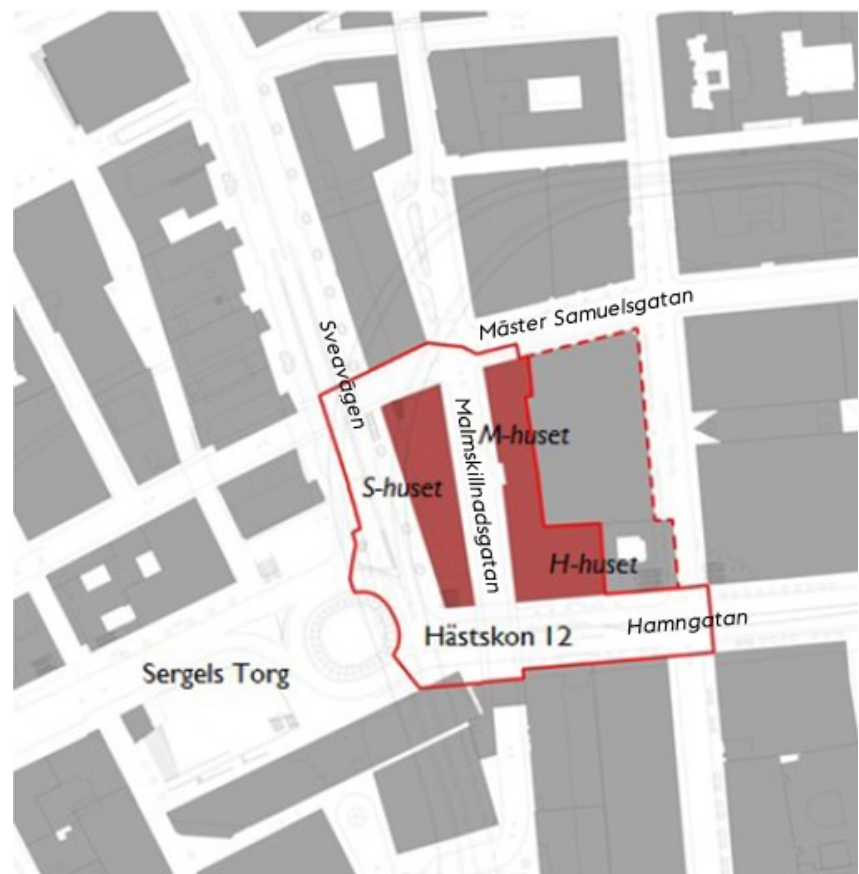 Mäster Samuelsgatan
Sveavägen
M-huset
Malmskillnadsgatan
S-huset
H-huset
Hästskon 12
Hamngatan
Sergels Torg